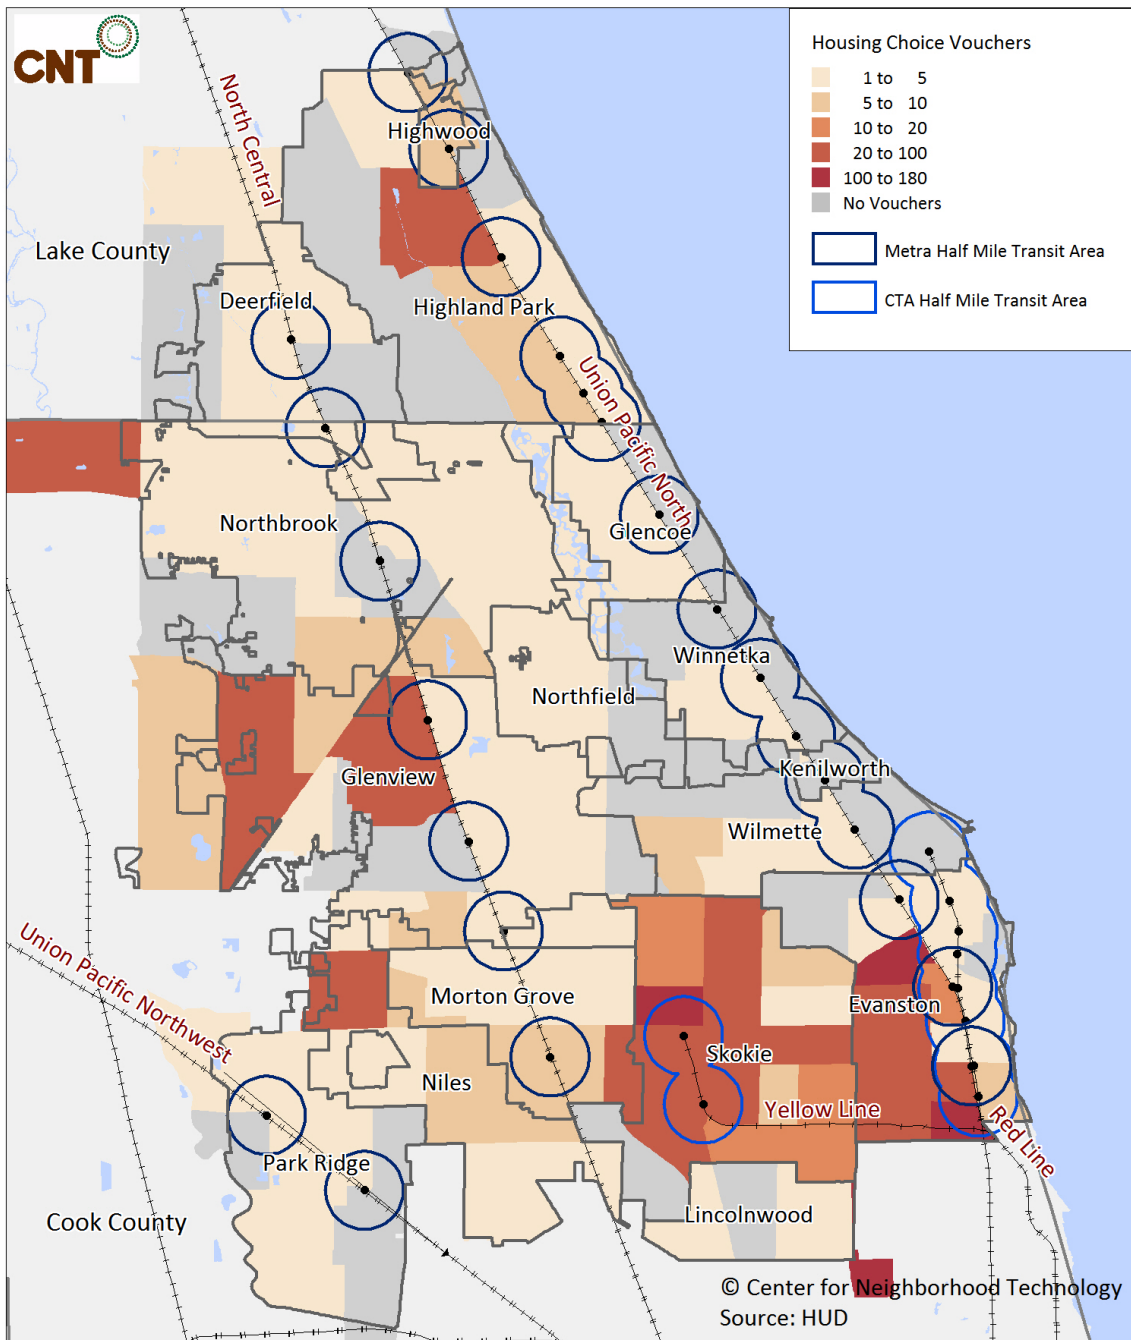 CNT
Housing Choice Vouchers
1 to 5
5 to 10
10 to 20
20 to 100
100 to 180
No Vouchers
Metra Half Mile Transit Area
CTA Half Mile Transit Area
North Central
Highwood
Lake County
Deerfield
Highland Park
Union Pacific North
Northbrook
Glencoe
Winnetka
Northfield
Glenview
Kenilworth
Wilmette
Union Pacific Northwest
Morton Grove
Evanston
Skokie
Niles
Yellow Line
Red Line
Park Ridge
Cook County
Lincolnwood
© Center for Neighborhood Technology
Source: HUD